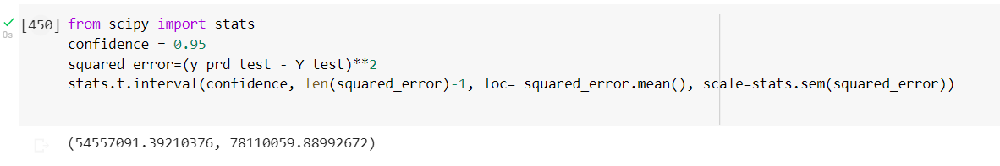 [450] from scipy import stats
0s
confidence = 0.95
squared_error=(y_prd_test - Y_test)**2
stats.t.interval(confidence, len(squared_error)-1, loc= squared_error.mean(), scale=stats.sem(squared_error))
(54557091.39210376, 78110059.88992672)